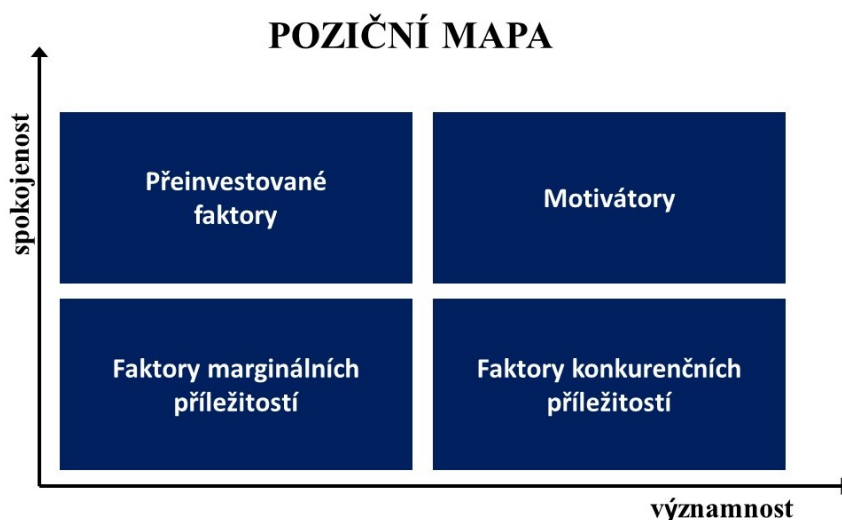 POZIČNÍ MAPA
spokojenost
Přeinvestované
faktory
Motivátory
Faktory marginálních
příležitostí
Faktory konkurenčních
příležitostí
významnost